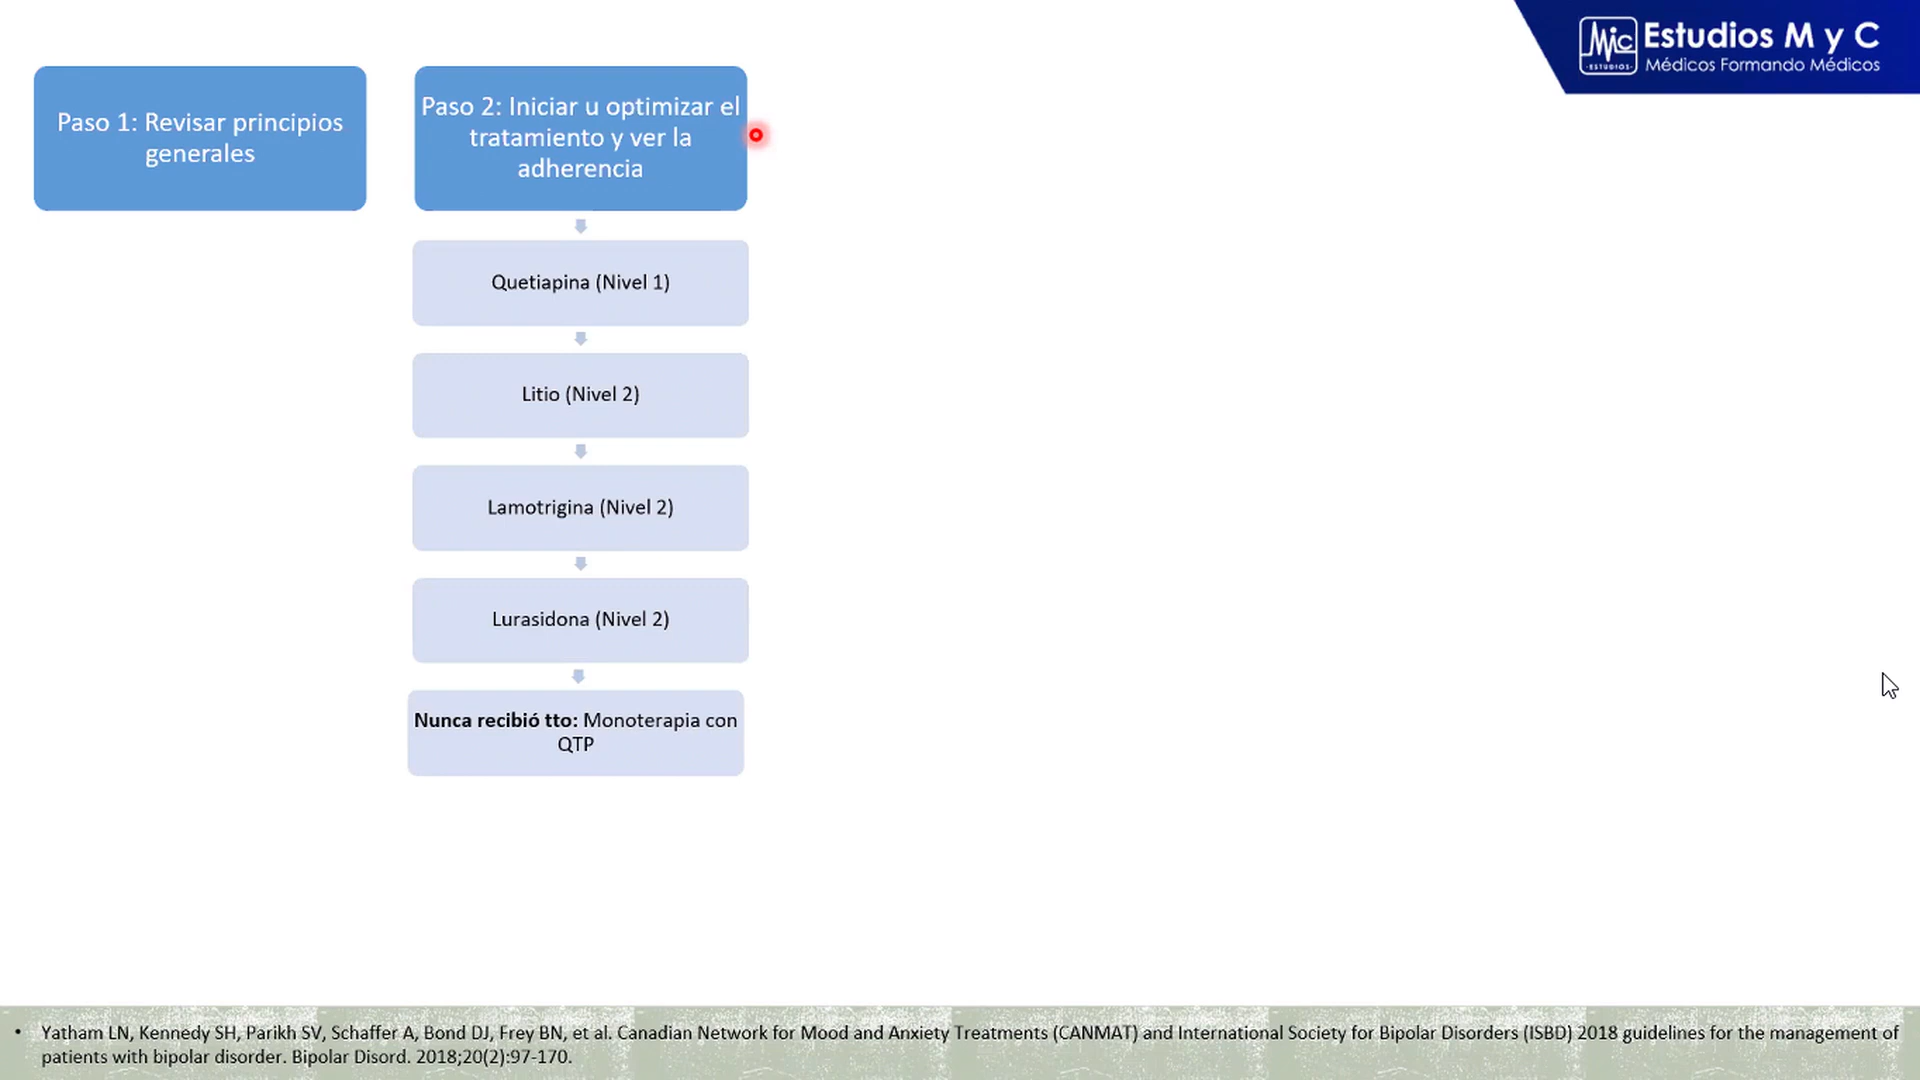 Estudios M y C
Médicos Formando Médicos
Mic
·ESTUDIOS·
Paso 1: Revisar principios
generales
Paso 2: Iniciar u optimizar el
tratamiento y ver la
adherencia
Quetiapina (Nivel 1)
Litio (Nivel 2)
Lamotrigina (Nivel 2)
Lurasidona (Nivel 2)
Nunca recibió tto: Monoterapia con
QTP
• Yatham LN, Kennedy SH, Parikh SV, Schaffer A, Bond DJ, Frey BN, et al. Canadian Network for Mood and Anxiety Treatments (CANMAT) and International Society for Bipolar Disorders (ISBD) 2018 guidelines for the management of
patients with bipolar disorder. Bipolar Disord. 2018;20(2):97-170.